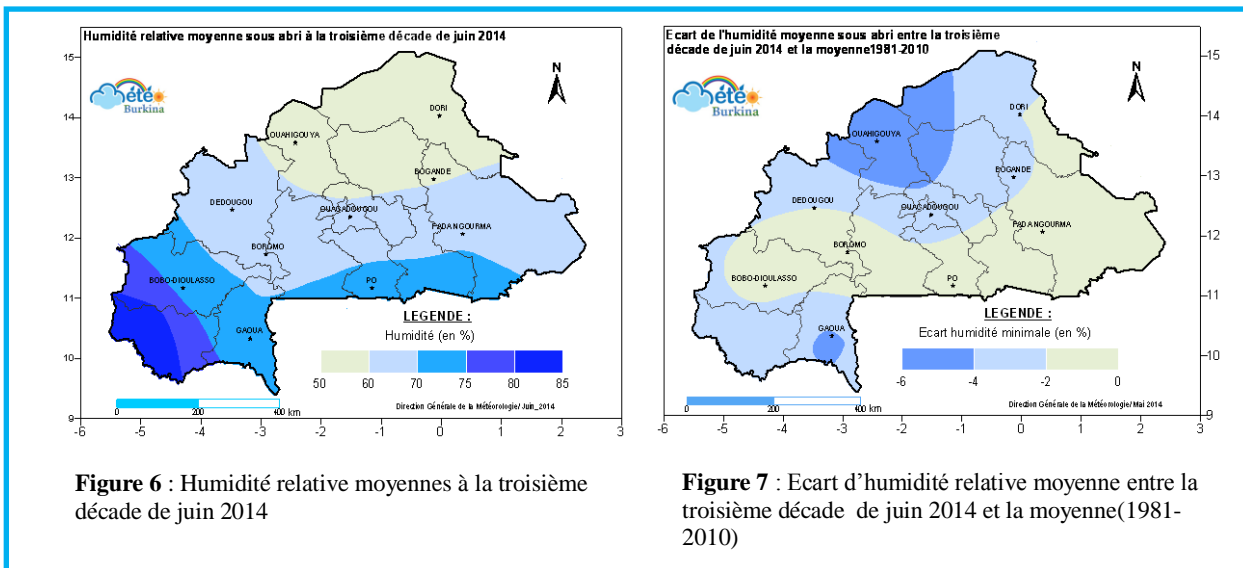 Humidité relative moyenne sous abri à la troisième décade de juin 2014
15
14
13
12
11
10
9
-6 -5 -4 -3 -2 -1 0 1 2 3
été
Burkina
N
DORI
OUAHIGOUYA
BOGANDE
DEDOUGOU
OUAGADOUGOU
FADANGOURMA
BOROMO
BOBO-DIOULASSO
PO
GAOUA
LEGENDE :
Humidité (en %)
50 60 70 75 80 85
0 200 400 km
Direction Générale de la Météorologie/ Juin_2014
Figure 6 : Humidité relative moyennes à la troisième
décade de juin 2014
Ecart de l'humidité moyenne sous abri entre la troisième
décade de juin 2014 et la moyenne1981-2010
15
14
13
12
11
10
9
-6 -5 -4 -3 -2 -1 0 1 2 3
été
Burkina
N
DORI
OUAHIGOUYA
BOGANDE
DEDOUGOU
OUAGADOUGOU
FADANGOURMA
BOROMO
BOBO-DIOULASSO
PO
GAOUA
LEGENDE :
Ecart humidité minimale (en %)
-6 -4 -2 0
0 200 400 km
Direction Générale de la Météorologie/ Mai 2014
Figure 7 : Ecart d’humidité relative moyenne entre la
troisième décade de juin 2014 et la moyenne(1981-
2010)